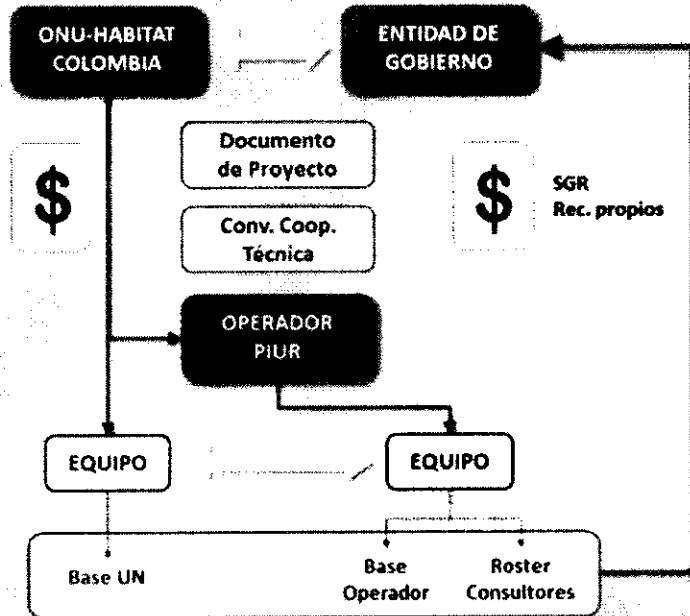 ONU-HABITAT
COLOMBIA
ENTIDAD DE
GOBIERNO
Documento
de Proyecto
$
$
SGR
Rec. propios
Conv. Coop.
Técnica
OPERADOR
PIUR
EQUIPO
EQUIPO
Base UN
Base
Operador
Roster
Consultores